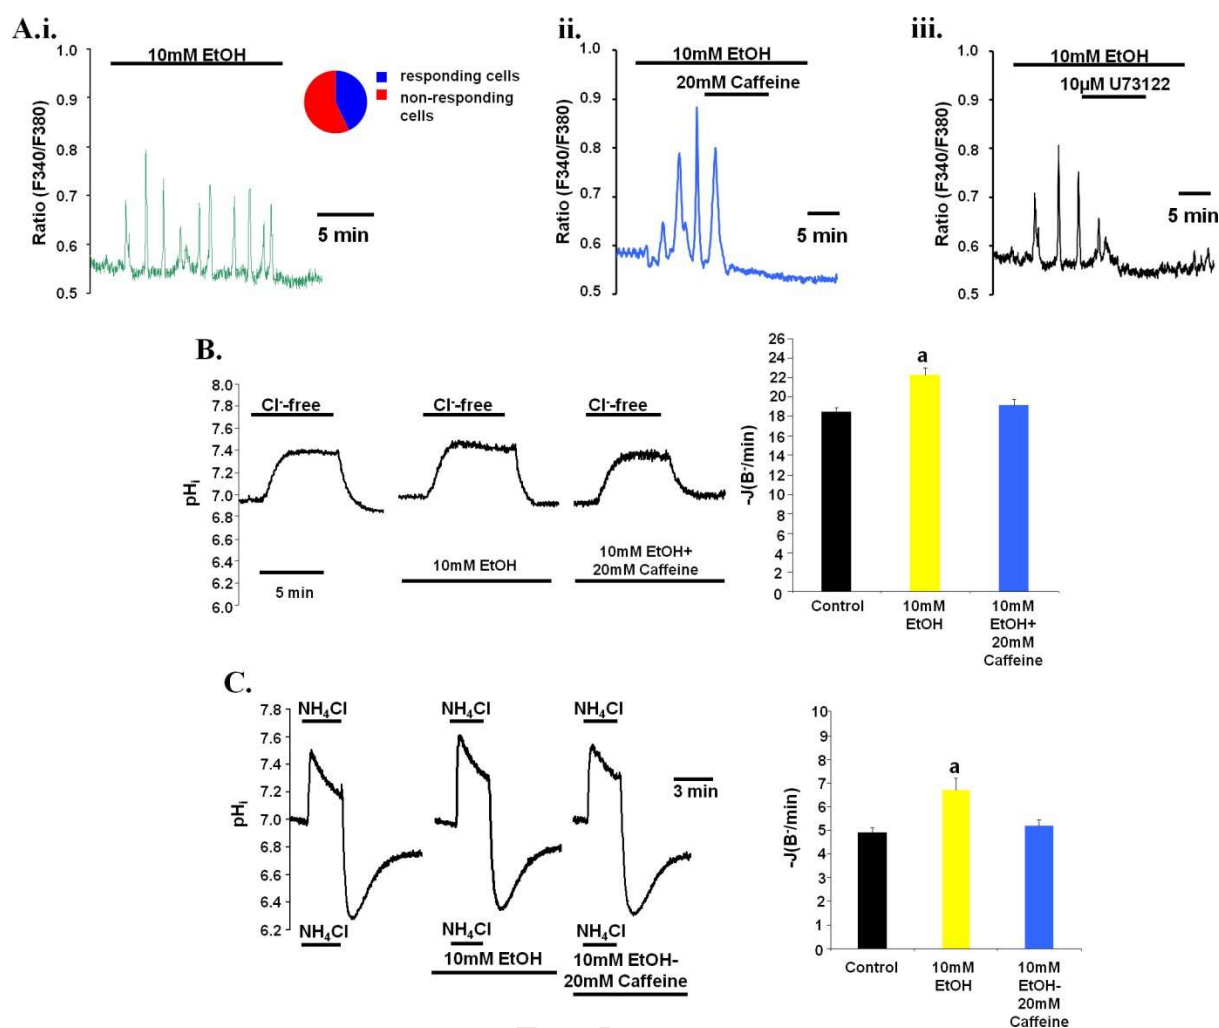 A.i.
10mM EtOH
responding cells
non-responding
cells
Ratio (F340/F380)
1.0
0.9
0.8
0.7
0.6
0.5
5 min
ii.
10mM EtOH
20mM Caffeine
Ratio (F340/F380)
1.0
0.9
0.8
0.7
0.6
0.5
5 min
iii.
10mM EtOH
10µM U73122
Ratio (F340/F380)
1.0
0.9
0.8
0.7
0.6
0.5
5 min
B.
pHi
8.0
7.8
7.6
7.4
7.2
7.0
6.8
6.6
6.4
6.2
6.0
Cl⁻-free
Cl⁻-free
Cl⁻-free
5 min
10mM EtOH
10mM EtOH+
20mM Caffeine
-J(B⁻/min)
26
24
22
20
18
16
14
12
10
8
6
4
2
0
a
Control
10mM
EtOH
10mM
EtOH+
20mM
Caffeine
C.
pHi
7.8
7.6
7.4
7.2
7.0
6.8
6.6
6.4
6.2
NH₄Cl
NH₄Cl
NH₄Cl
3 min
NH₄Cl
NH₄Cl
NH₄Cl
10mM EtOH
10mM EtOH-
20mM Caffeine
-J(B⁻/min)
10
9
8
7
6
5
4
3
2
1
0
a
Control
10mM
EtOH
10mM
EtOH-
20mM
Caffeine